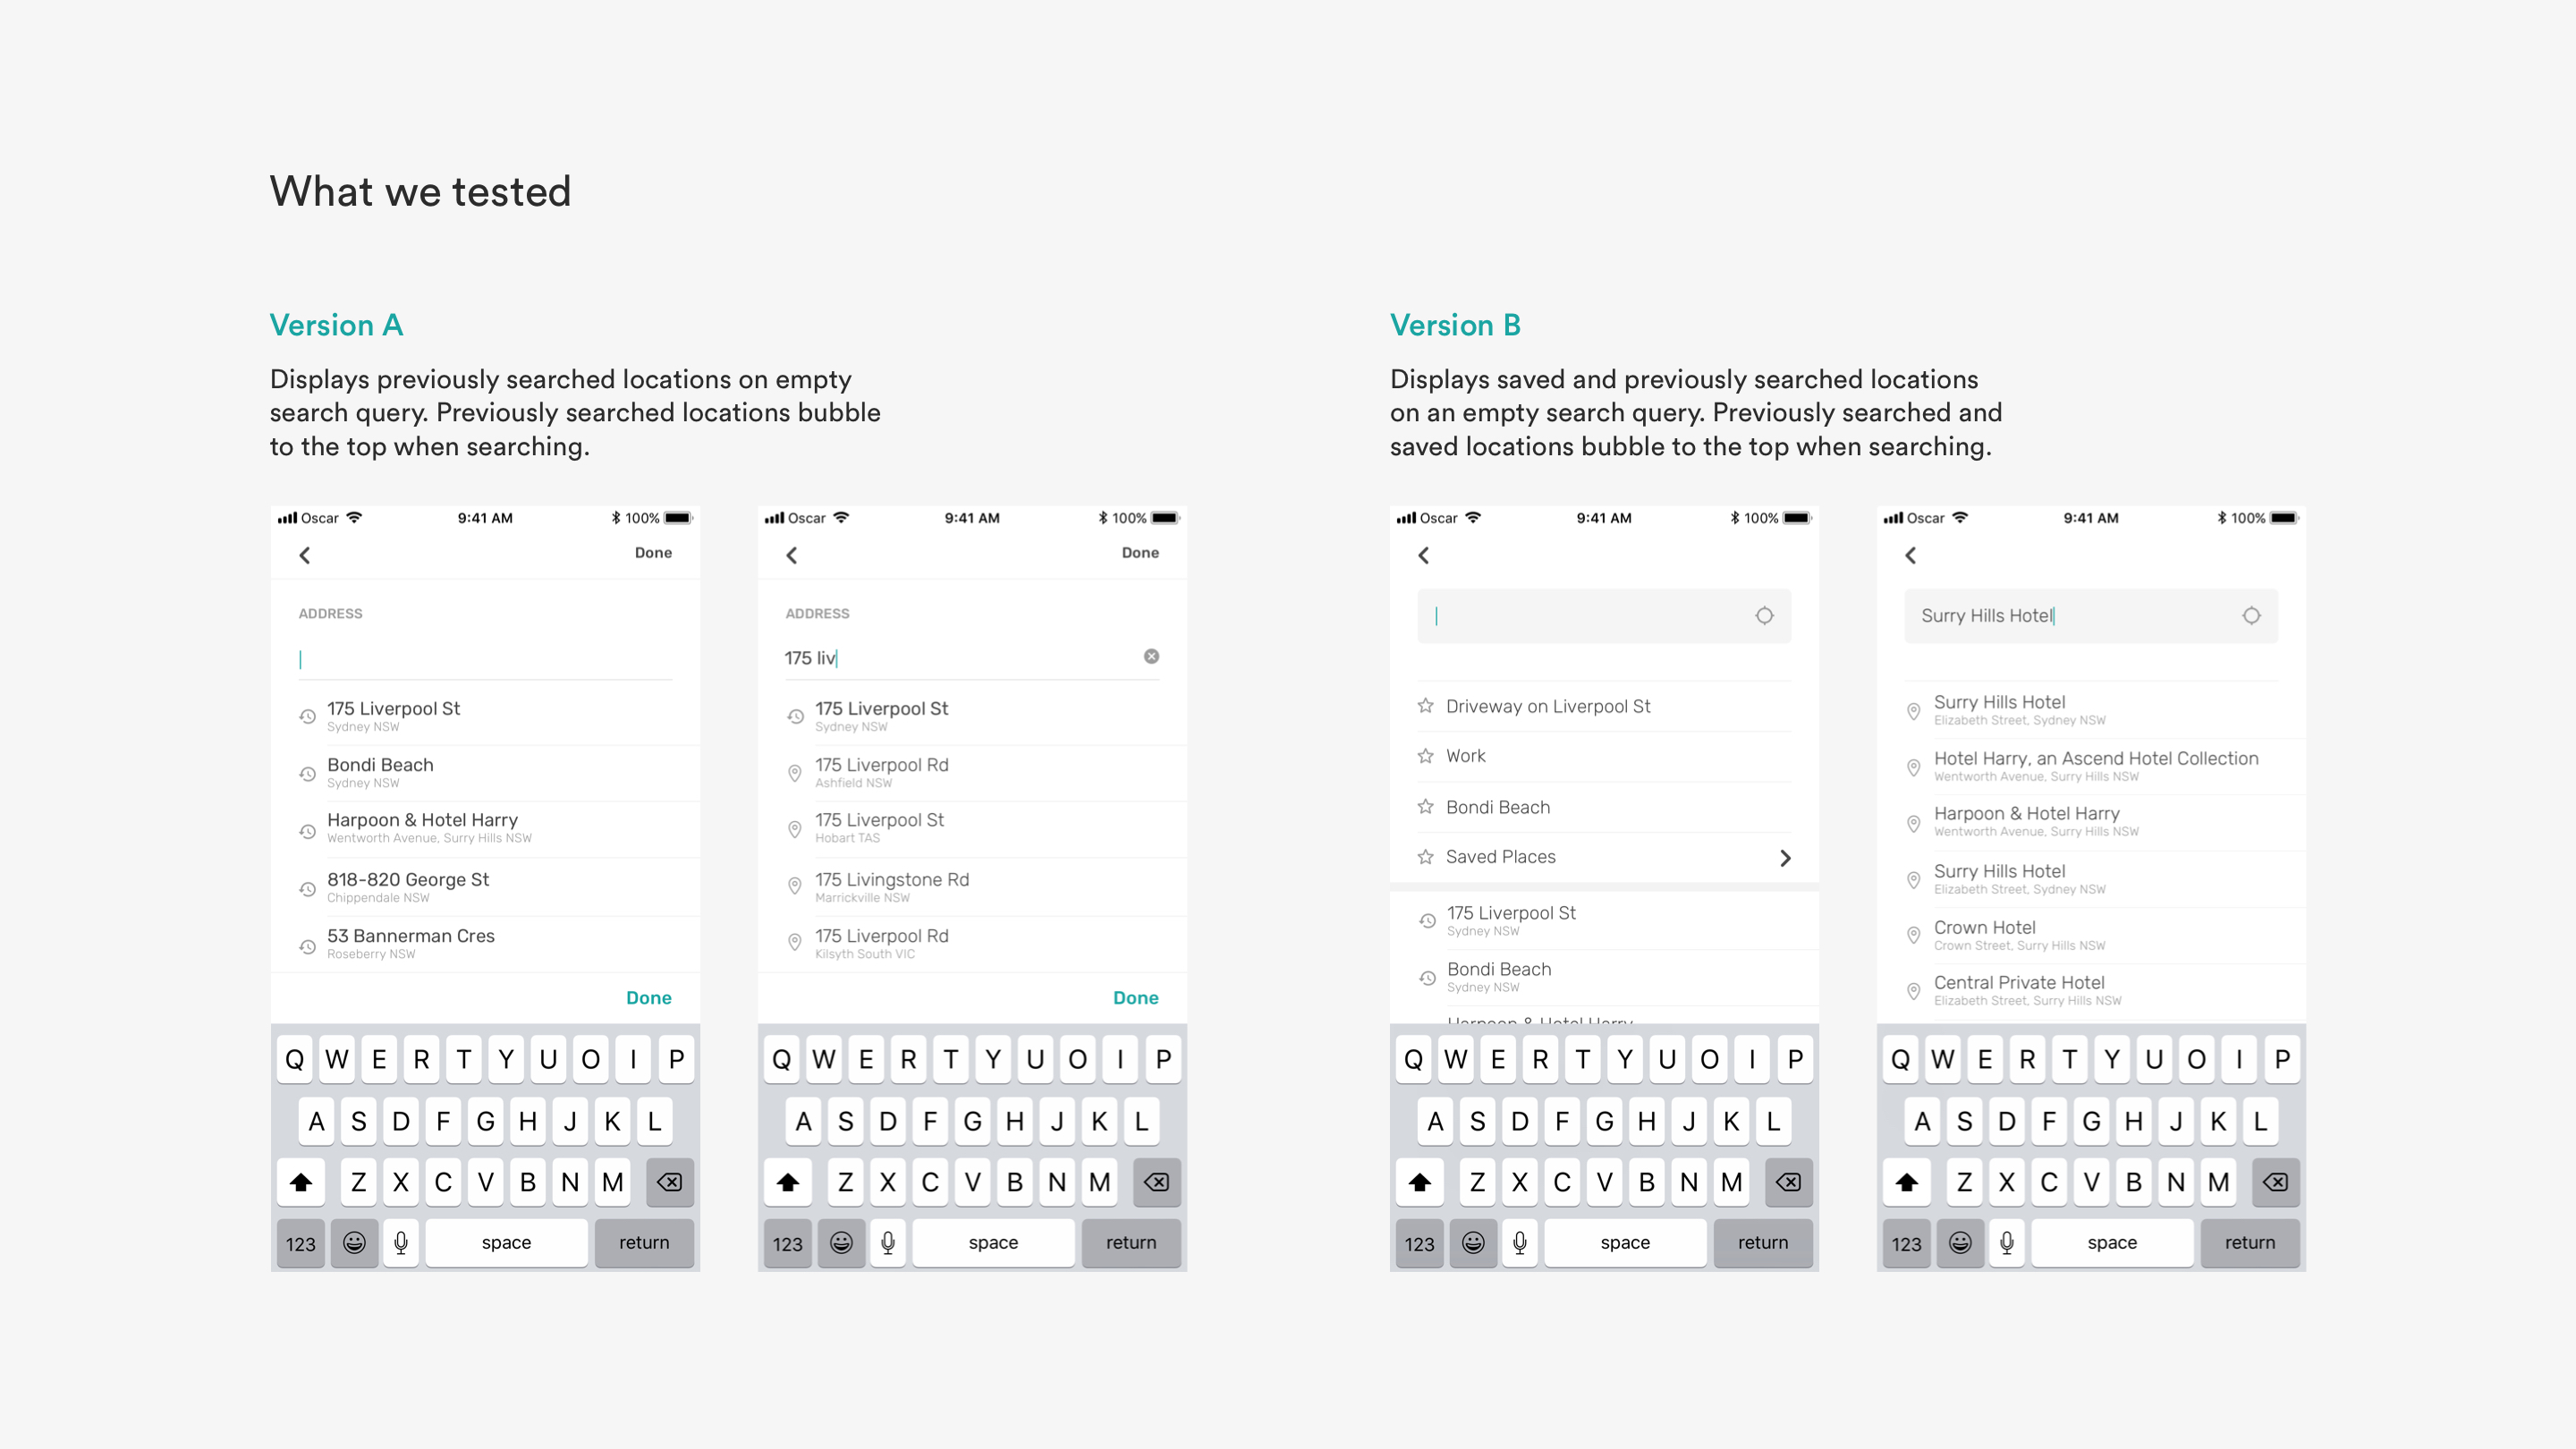 What we tested
Version A
Displays previously searched locations on empty
search query. Previously searched locations bubble
to the top when searching.
Oscar 9:41 AM 100%
Done
ADDRESS
175 Liverpool St
Sydney NSW
Bondi Beach
Sydney NSW
Harpoon & Hotel Harry
Wentworth Avenue, Surry Hills NSW
818-820 George St
Chippendale NSW
53 Bannerman Cres
Roseberry NSW
Done
Q W E R T Y U O I P
A S D F G H J K L
Z X C V B N M
123 space return
Oscar 9:41 AM 100%
Done
ADDRESS
175 liv
175 Liverpool St
Sydney NSW
175 Liverpool Rd
Ashfield NSW
175 Liverpool St
Hobart TAS
175 Livingstone Rd
Marrickville NSW
175 Liverpool Rd
Kilsyth South VIC
Done
Q W E R T Y U O I P
A S D F G H J K L
Z X C V B N M
123 space return
Version B
Displays saved and previously searched locations
on an empty search query. Previously searched and
saved locations bubble to the top when searching.
Oscar 9:41 AM 100%
Driveway on Liverpool St
Work
Bondi Beach
Saved Places
175 Liverpool St
Sydney NSW
Bondi Beach
Sydney NSW
Harpoon & Hotel Harry
Q W E R T Y U O I P
A S D F G H J K L
Z X C V B N M
123 space return
Oscar 9:41 AM 100%
Surry Hills Hotel
Surry Hills Hotel
Elizabeth Street, Sydney NSW
Hotel Harry, an Ascend Hotel Collection
Wentworth Avenue, Surry Hills NSW
Harpoon & Hotel Harry
Wentworth Avenue, Surry Hills NSW
Surry Hills Hotel
Elizabeth Street, Sydney NSW
Crown Hotel
Crown Street, Surry Hills NSW
Central Private Hotel
Elizabeth Street, Surry Hills NSW
Q W E R T Y U O I P
A S D F G H J K L
Z X C V B N M
123 space return